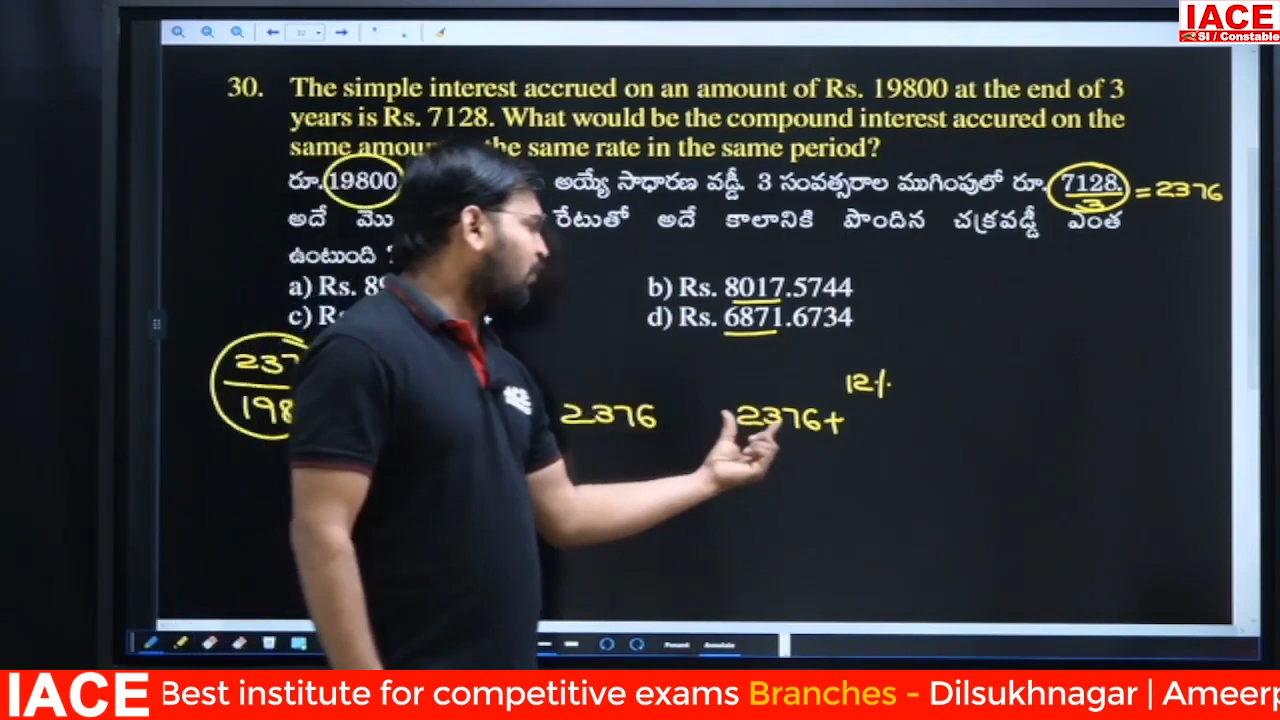 IACE
SI / Constable
30. The simple interest accrued on an amount of Rs. 19800 at the end of 3
years is Rs. 7128. What would be the compound interest accured on the
same the same rate in the same period?
రూ. 19800 అయ్యే సాధారణ వడ్డీ. 3 సంవత్సరాల ముగింపులో రూ. 7128. = 2376
3
అదే రేటుతో అదే కాలానికి పొందిన చక్రవడ్డీ ఎంత
ఉంటుంది ?
a) Rs. b) Rs. 8017.5744
c) d) Rs. 6871.6734
12%
2376 2376+
Present Annotate
IACE Best institute for competitive exams Branches - Dilsukhnagar |